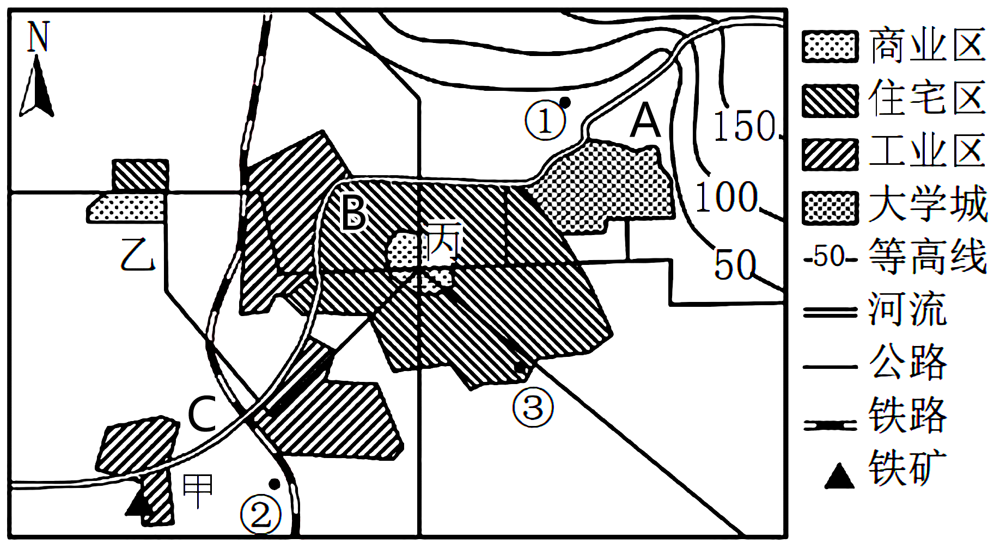 N
①
A
150
100
50
B
丙
乙
③
C
甲
②
商业区
住宅区
工业区
大学城
-50- 等高线
河流
公路
铁路
铁矿